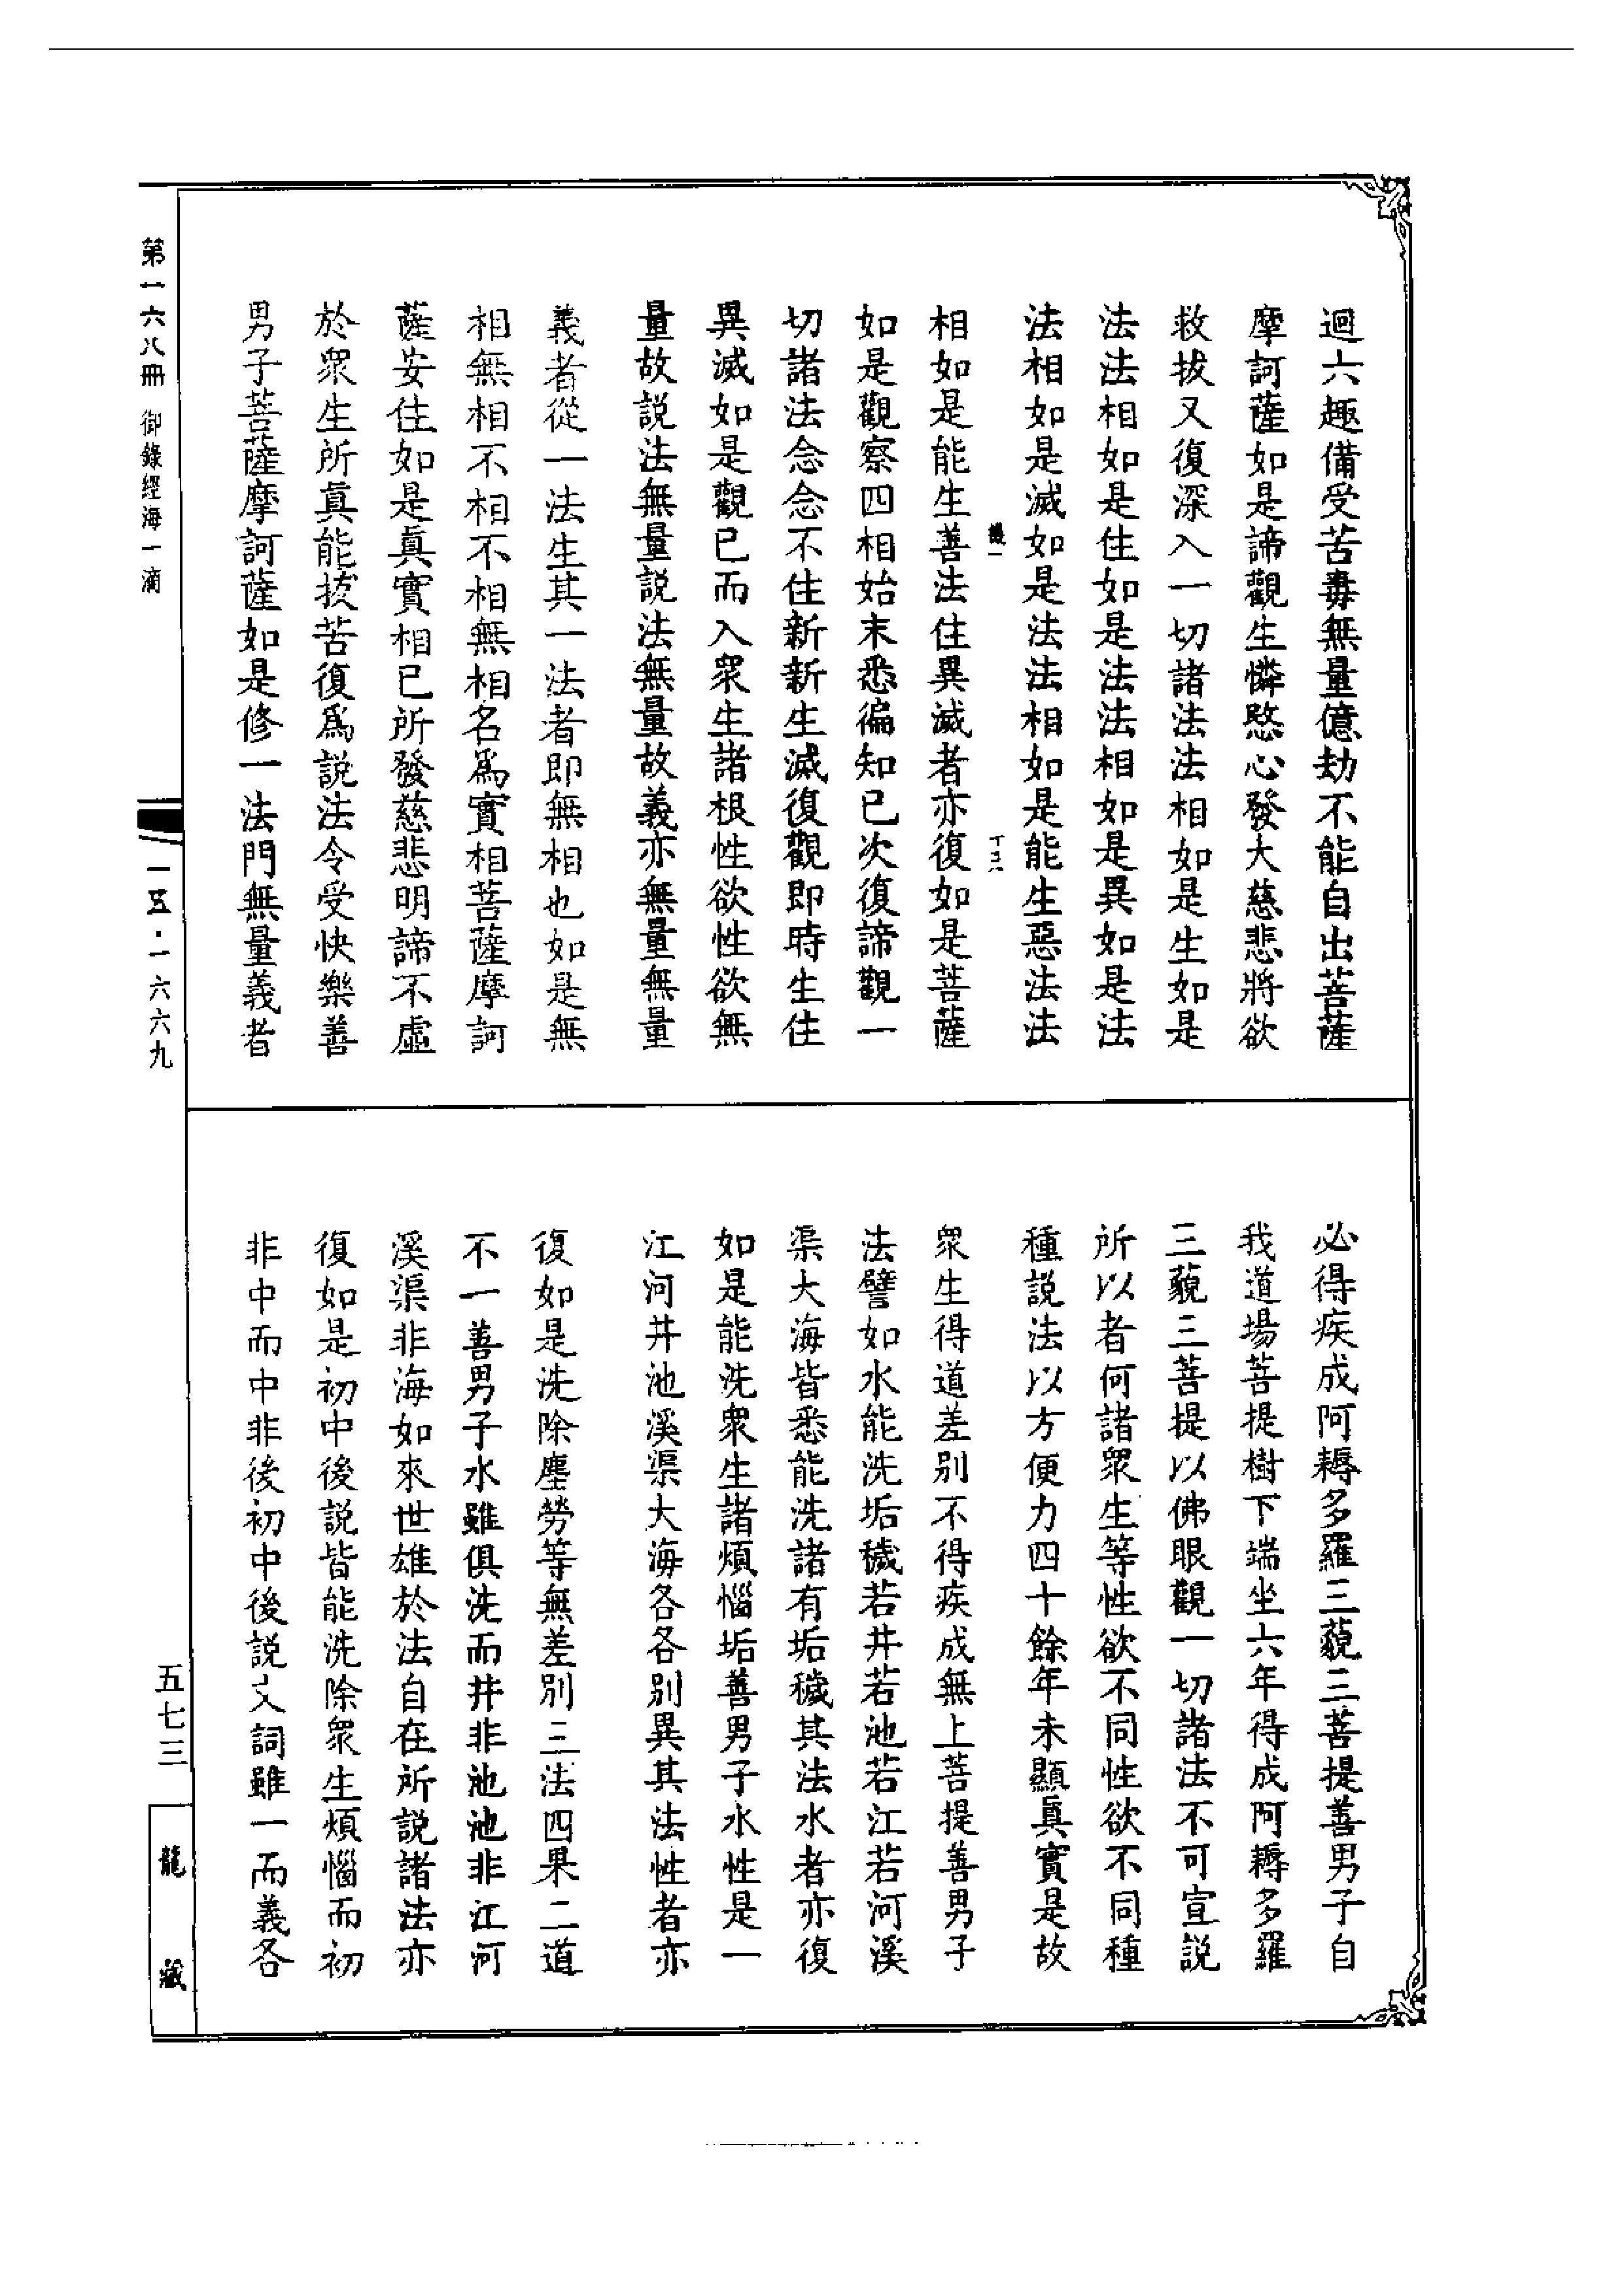 迴六趣備受苦毒無量億劫不能自出菩薩
摩訶薩如是諦觀生憐愍心發大慈悲將欲
救拔又復深入一切諸法法相如是生如是
法法相如是住如是法法相如是異如是法
法相如是滅如是法法相如是能生惡法法
相如是能生善法住異滅者亦復如是菩薩
如是觀察四相始末悉徧知已次復諦觀一
切諸法念念不住新新生滅復觀即時生住
異滅如是觀已而入衆生諸根性欲性欲無
量故説法無量説法無量故義亦無量無量
義者從一法生其一法者即無相也如是無
相無相不相不相無相名爲實相菩薩摩訶
薩安住如是眞實相已所發慈悲明諦不虛
於衆生所眞能拔苦復爲説法令受快樂善
男子菩薩摩訶薩如是修一法門無量義者
必得疾成阿耨多羅三藐三菩提善男子自
我道場菩提樹下端坐六年得成阿耨多羅
三藐三菩提以佛眼觀一切諸法不可宣説
所以者何諸衆生等性欲不同性欲不同種
種説法以方便力四十餘年未顯眞實是故
衆生得道差别不得疾成無上菩提善男子
法譬如水能洗垢穢若井若池若江若河溪
渠大海皆悉能洗諸有垢穢其法水者亦復
如是能洗衆生諸煩惱垢善男子水性是一
江河井池溪渠大海各各别異其法性者亦
復如是洗除塵勞等無差别三法四果二道
不一善男子水雖俱洗而井非池池非江河
溪渠非海如來世雄於法自在所説諸法亦
復如是初中後説皆能洗除衆生煩惱而初
非中而中非後初中後説文詞雖一而義各
第一六八冊 御錄經海一滴
一五·一六六九
五七三
龍藏